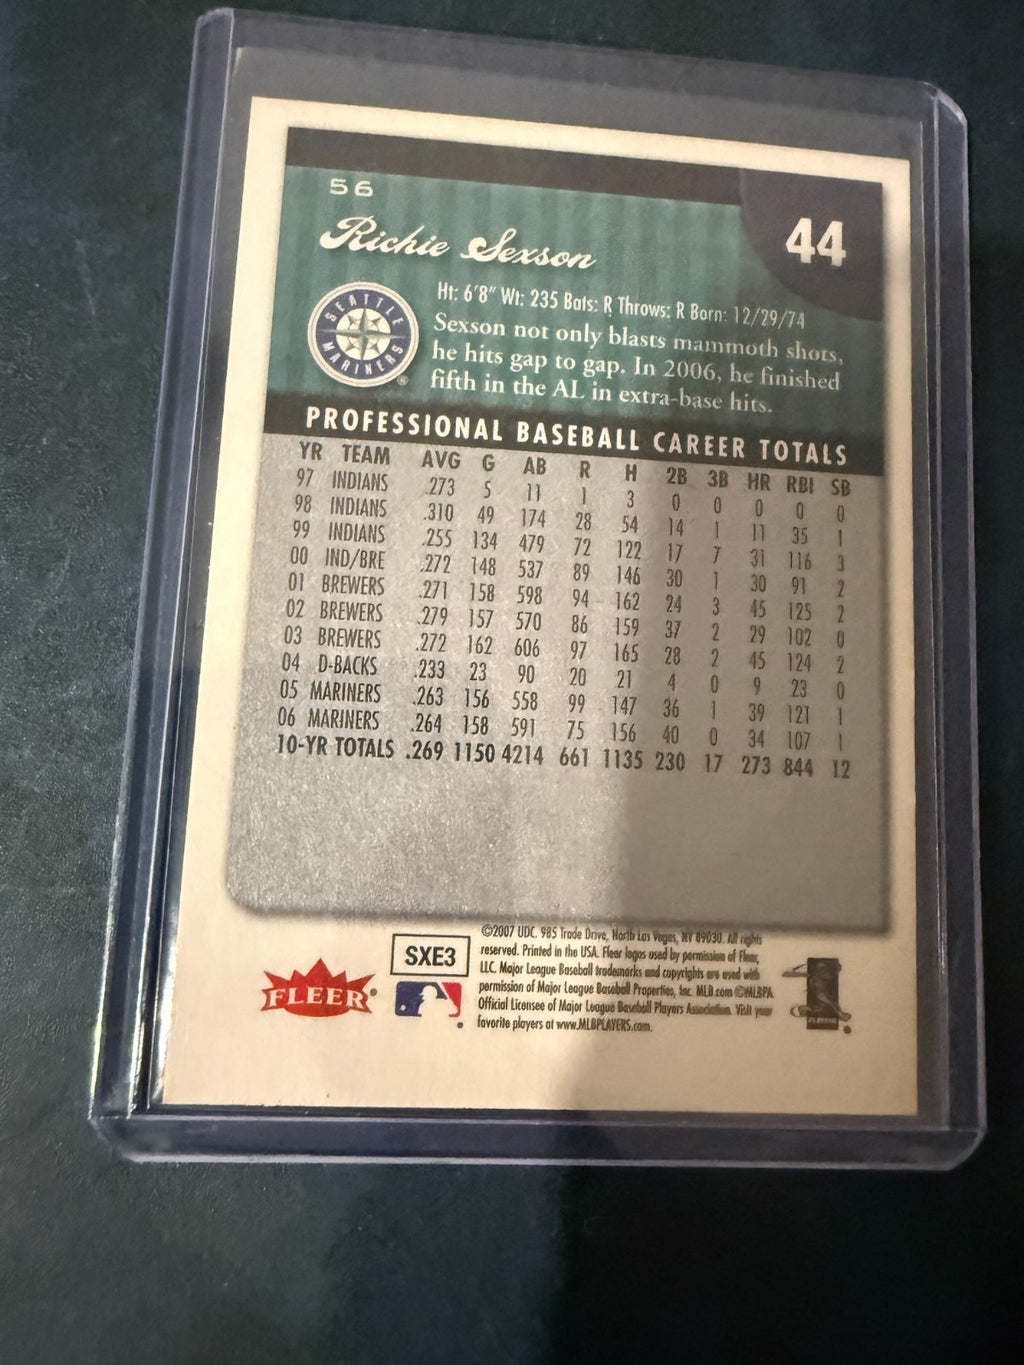 56
44
Richie Sexson
SEATTLE MARINERS ®
Ht: 6'8" Wt: 235 Bats: R Throws: R Born: 12/29/74
Sexson not only blasts mammoth shots,
he hits gap to gap. In 2006, he finished
fifth in the AL in extra-base hits.
PROFESSIONAL BASEBALL CAREER TOTALS
YR TEAM AVG G AB R H 2B 3B HR RBI SB
97 INDIANS .273 5 11 1 3 0 0 0 0 0
98 INDIANS .310 49 174 28 54 14 1 11 35 1
99 INDIANS .255 134 479 72 122 17 7 31 116 3
00 IND/BRE .272 148 537 89 146 30 1 30 91 2
01 BREWERS .271 158 598 94 162 24 3 45 125 2
02 BREWERS .279 157 570 86 159 37 2 29 102 0
03 BREWERS .272 162 606 97 165 28 2 45 124 2
04 D-BACKS .233 23 90 20 21 4 0 9 23 0
05 MARINERS .263 156 558 99 147 36 1 39 121 1
06 MARINERS .264 158 591 75 156 40 0 34 107 1
10-YR TOTALS .269 1150 4214 661 1135 230 17 273 844 12
©2007 UDC. 985 Trade Drive, North Las Vegas, NV 89030. All rights
reserved. Printed in the USA. Fleer logos used by permission of Fleer,
LLC. Major League Baseball trademarks and copyrights are used with
permission of Major League Baseball Properties, Inc. MLB.com ©MLBPA
Official Licensee of Major League Baseball Players Association. Visit your
favorite players at www.MLBPLAYERS.com.
SXE3
FLEER®